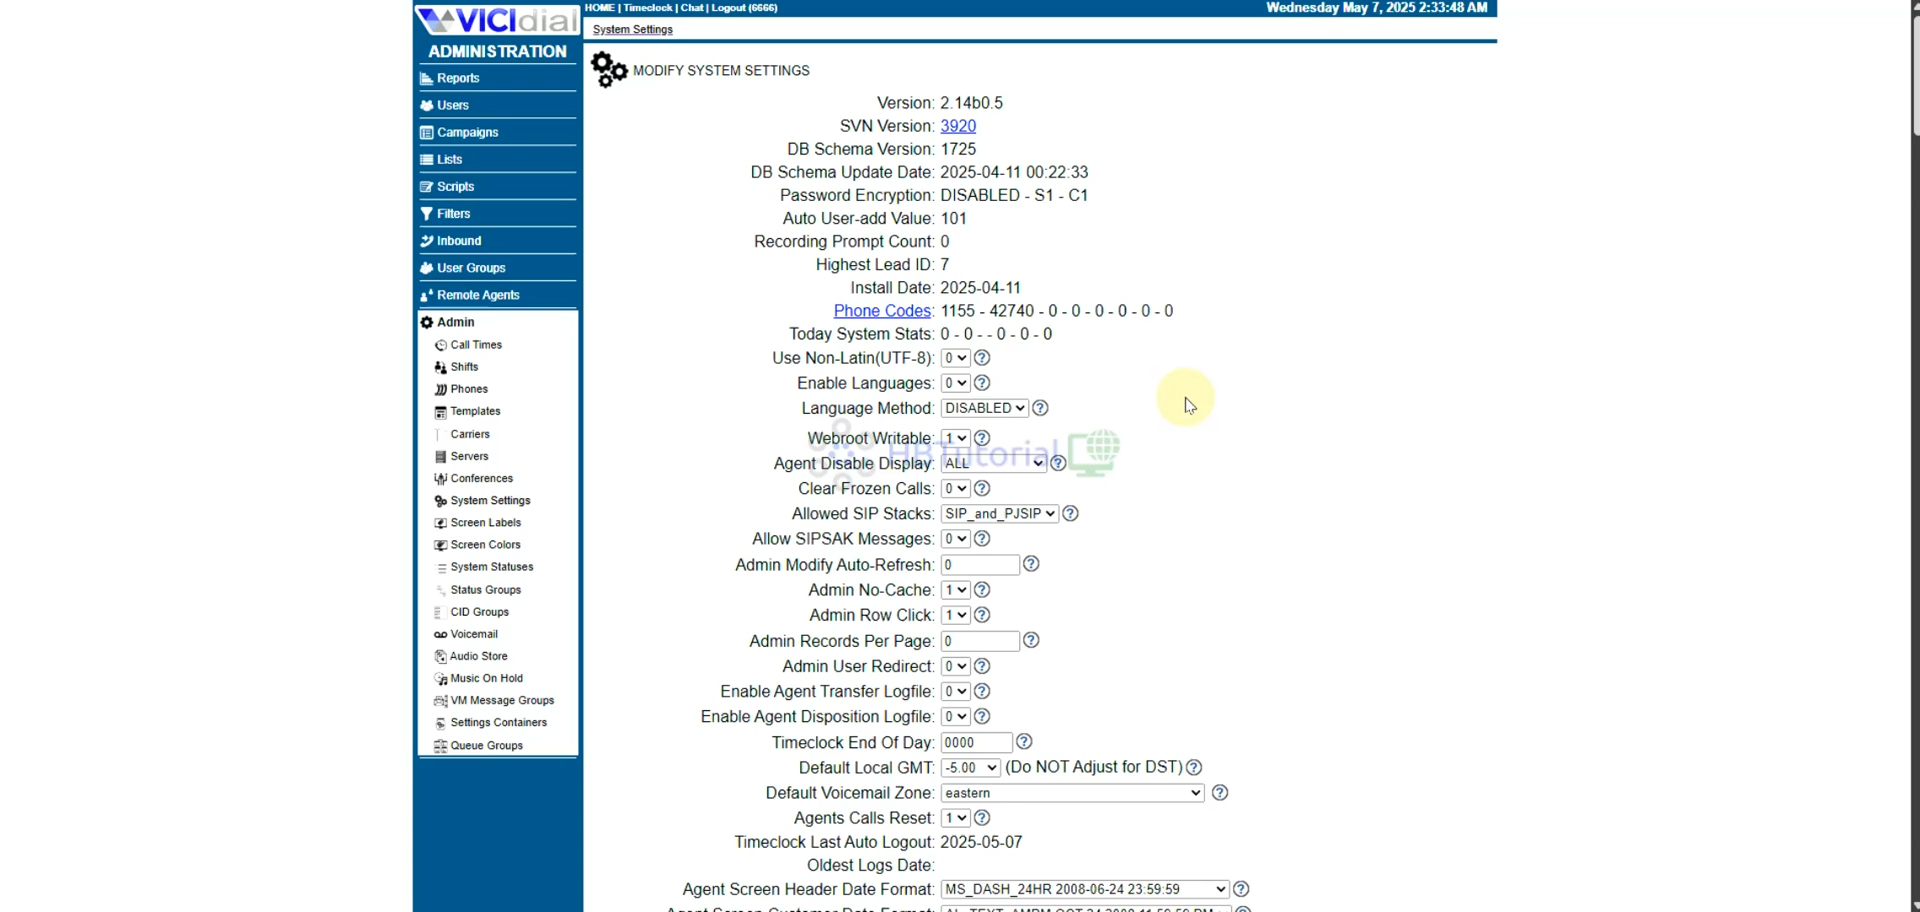 VICIdial
HOME | Timeclock | Chat | Logout (6666)
Wednesday May 7, 2025 2:33:48 AM
System Settings
ADMINISTRATION
Reports
Users
Campaigns
Lists
Scripts
Filters
Inbound
User Groups
Remote Agents
Admin
Call Times
Shifts
Phones
Templates
Carriers
Servers
Conferences
System Settings
Screen Labels
Screen Colors
System Statuses
Status Groups
CID Groups
Voicemail
Audio Store
Music On Hold
VM Message Groups
Settings Containers
Queue Groups
MODIFY SYSTEM SETTINGS
Version: 2.14b0.5
SVN Version: 3920
DB Schema Version: 1725
DB Schema Update Date: 2025-04-11 00:22:33
Password Encryption: DISABLED - S1 - C1
Auto User-add Value: 101
Recording Prompt Count: 0
Highest Lead ID: 7
Install Date: 2025-04-11
Phone Codes: 1155 - 42740 - 0 - 0 - 0 - 0 - 0 - 0
Today System Stats: 0 - 0 - - 0 - 0 - 0
Use Non-Latin(UTF-8): 0
Enable Languages: 0
Language Method: DISABLED
Webroot Writable: 1
HBTutorial
Agent Disable Display: ALL
Clear Frozen Calls: 0
Allowed SIP Stacks: SIP_and_PJSIP
Allow SIPSAK Messages: 0
Admin Modify Auto-Refresh: 0
Admin No-Cache: 1
Admin Row Click: 1
Admin Records Per Page: 0
Admin User Redirect: 0
Enable Agent Transfer Logfile: 0
Enable Agent Disposition Logfile: 0
Timeclock End Of Day: 0000
Default Local GMT: -5.00 (Do NOT Adjust for DST)
Default Voicemail Zone: eastern
Agents Calls Reset: 1
Timeclock Last Auto Logout: 2025-05-07
Oldest Logs Date:
Agent Screen Header Date Format: MS_DASH_24HR 2008-06-24 23:59:59